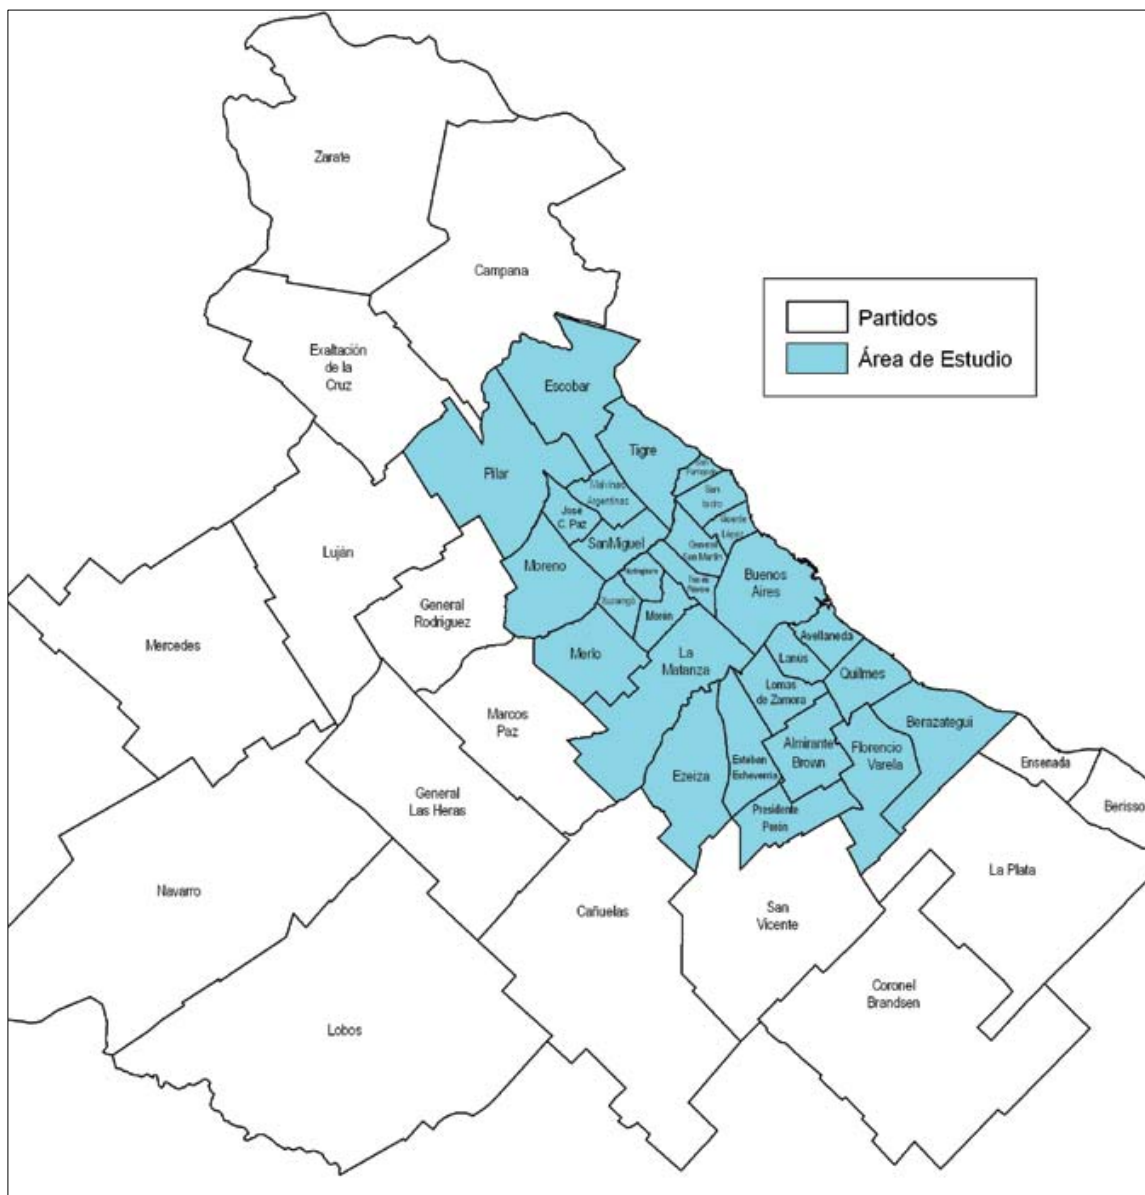 Zarate
Campana
Partidos
Área de Estudio
Exaltación
de la
Cruz
Escobar
Tigre
San
Fernando
San
Isidro
Pilar
Malvinas
Argentinas
José
C. Paz
Vicente
López
SanMiguel
General
San Martín
Luján
Moreno
Hurlingham
Tres de
Febrero
Buenos
Aires
General
Rodríguez
Ituzaingó
Morón
Mercedes
Merlo
La
Matanza
Avellaneda
Lanús
Quilmes
Lomas
de Zamora
Marcos
Paz
Berazategui
Almirante
Brown
Florencio
Varela
Ensenada
Esteban
Echeverría
Ezeiza
General
Las Heras
Presidente
Perón
Berisso
La Plata
Navarro
Cañuelas
San
Vicente
Coronel
Brandsen
Lobos